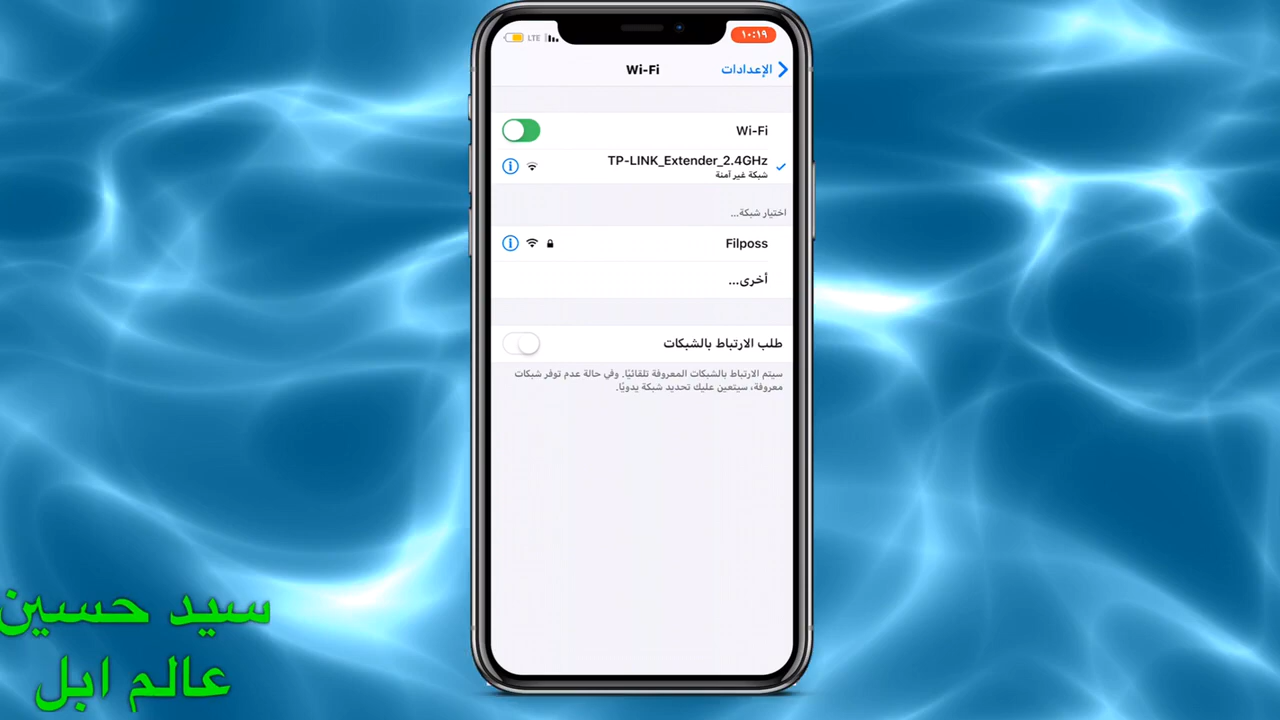 LTE
١٠:١٩
الإعدادات
Wi-Fi
Wi-Fi
TP-LINK_Extender_2.4GHz
شبكة غير آمنة
اختيار شبكة...
Filposs
أخرى...
طلب الارتباط بالشبكات
سيتم الارتباط بالشبكات المعروفة تلقائيًا. وفي حالة عدم توفر شبكات
معروفة، سيتعين عليك تحديد شبكة يدويًا.
سيد حسين
عالم ابل